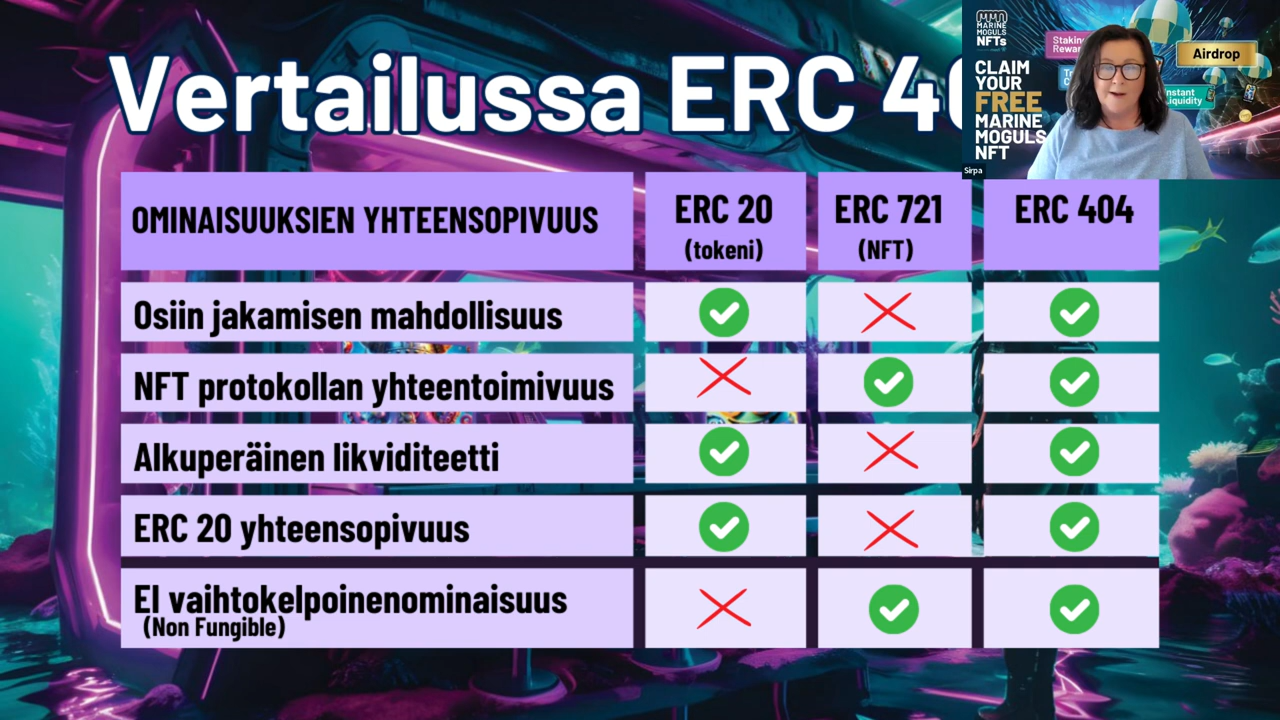 Vertailussa ERC 40
MARINE
MOGULS
NFTs
Airdrop
CLAIM
YOUR
FREE
MARINE
MOGULS
NFT
Instant
Liquidity
Sirpa
OMINAISUUKSIEN YHTEENSOPIVUUS
ERC 20
(tokeni)
ERC 721
(NFT)
ERC 404
Osiin jakamisen mahdollisuus
NFT protokollan yhteentoimivuus
Alkuperäinen likviditeetti
ERC 20 yhteensopivuus
EI vaihtokelpoinenominaisuus
(Non Fungible)